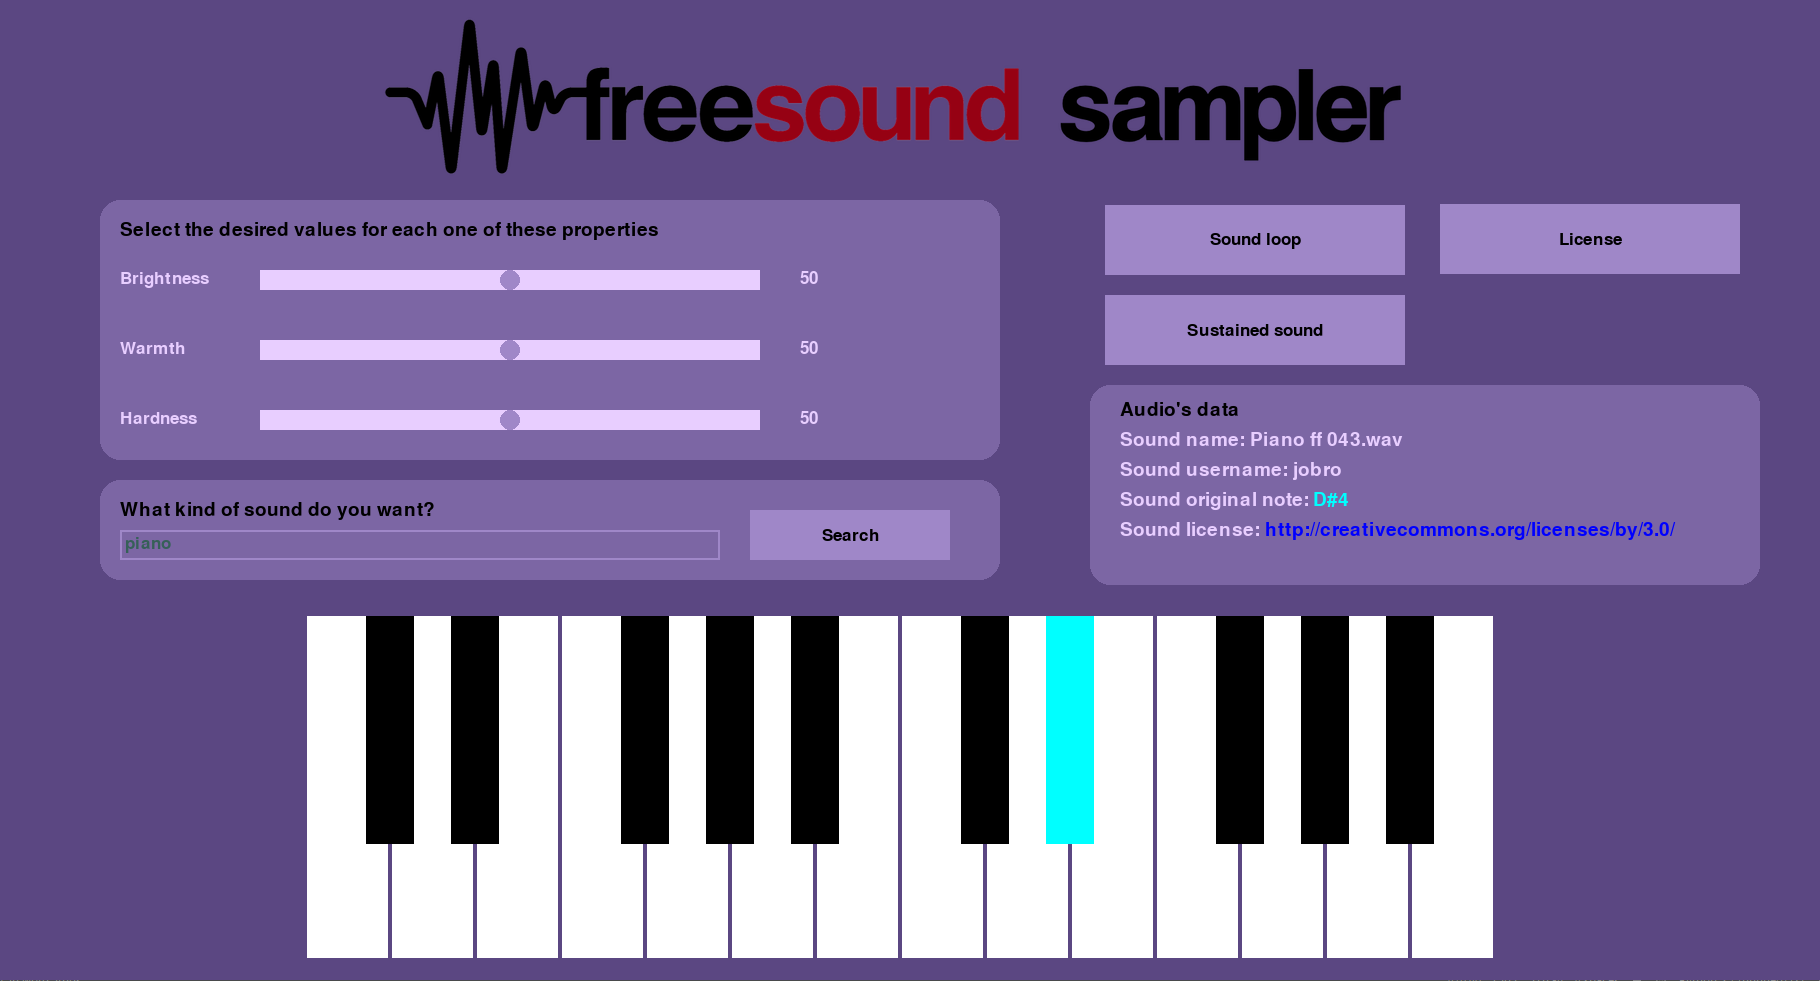 freesound sampler
Select the desired values for each one of these properties
Brightness 50
Warmth 50
Hardness 50
What kind of sound do you want?
piano
Search
Sound loop
License
Sustained sound
Audio's data
Sound name: Piano ff 043.wav
Sound username: jobro
Sound original note: D#4
Sound license: http://creativecommons.org/licenses/by/3.0/